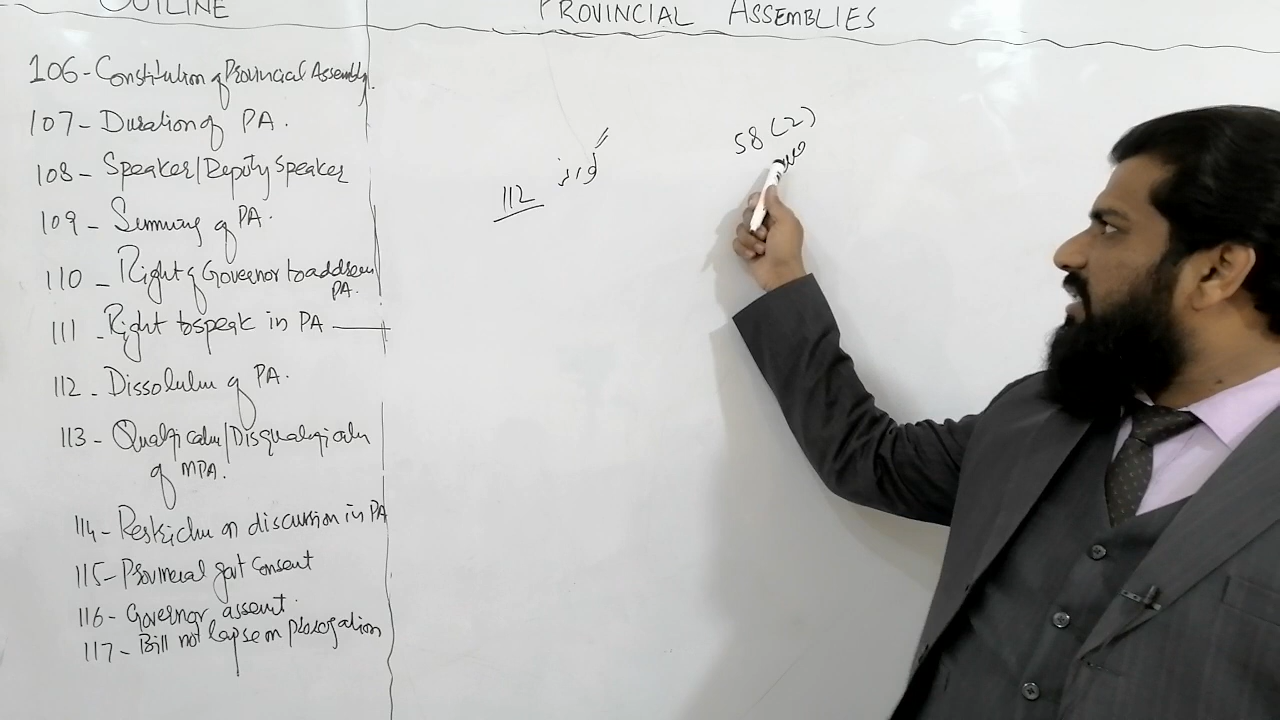 OUTLINE
PROVINCIAL ASSEMBLIES
106-Constitution of Provincial Assembly.
107-Duration of PA.
108-Speaker/Deputy Speaker
109-Summing of PA.
110-Right of Governor to address
PA.
111-Right to speak in PA
112-Dissolution of PA.
113-Qualification/Disqualification
of MPA.
114-Restriction on discussion in PA
115-Provincial govt Consent
116-Governor assent.
117-Bill not lapse on prorogation
112
58(2)